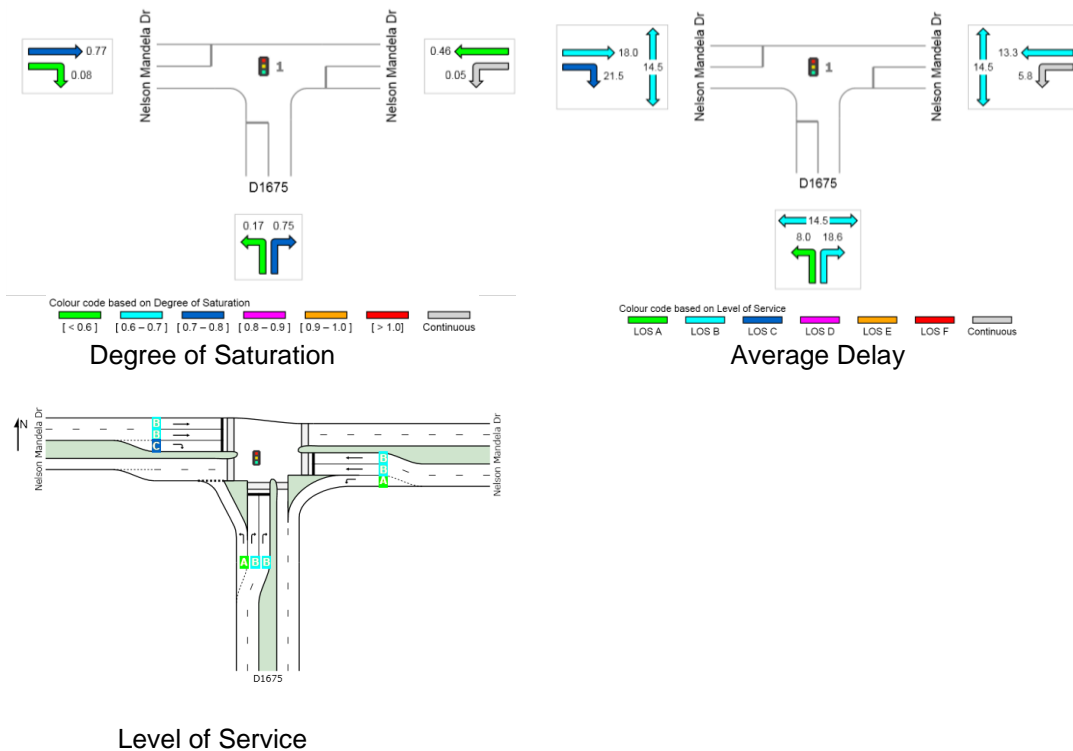 Nelson Mandela Dr
Nelson Mandela Dr
0.77
0.08
1
0.46
0.05
D1675
0.17 0.75
Colour code based on Degree of Saturation
[ < 0.6 ] [ 0.6 – 0.7 ] [ 0.7 – 0.8 ] [ 0.8 – 0.9 ] [ 0.9 – 1.0 ] [ > 1.0 ] Continuous
Degree of Saturation
Nelson Mandela Dr
Nelson Mandela Dr
18.0
14.5
21.5
1
13.3
14.5
5.8
D1675
14.5
8.0 18.6
Colour code based on Level of Service
LOS A LOS B LOS C LOS D LOS E LOS F Continuous
Average Delay
N
Nelson Mandela Dr
Nelson Mandela Dr
B
B
C
B
B
A
A B B
D1675
Level of Service